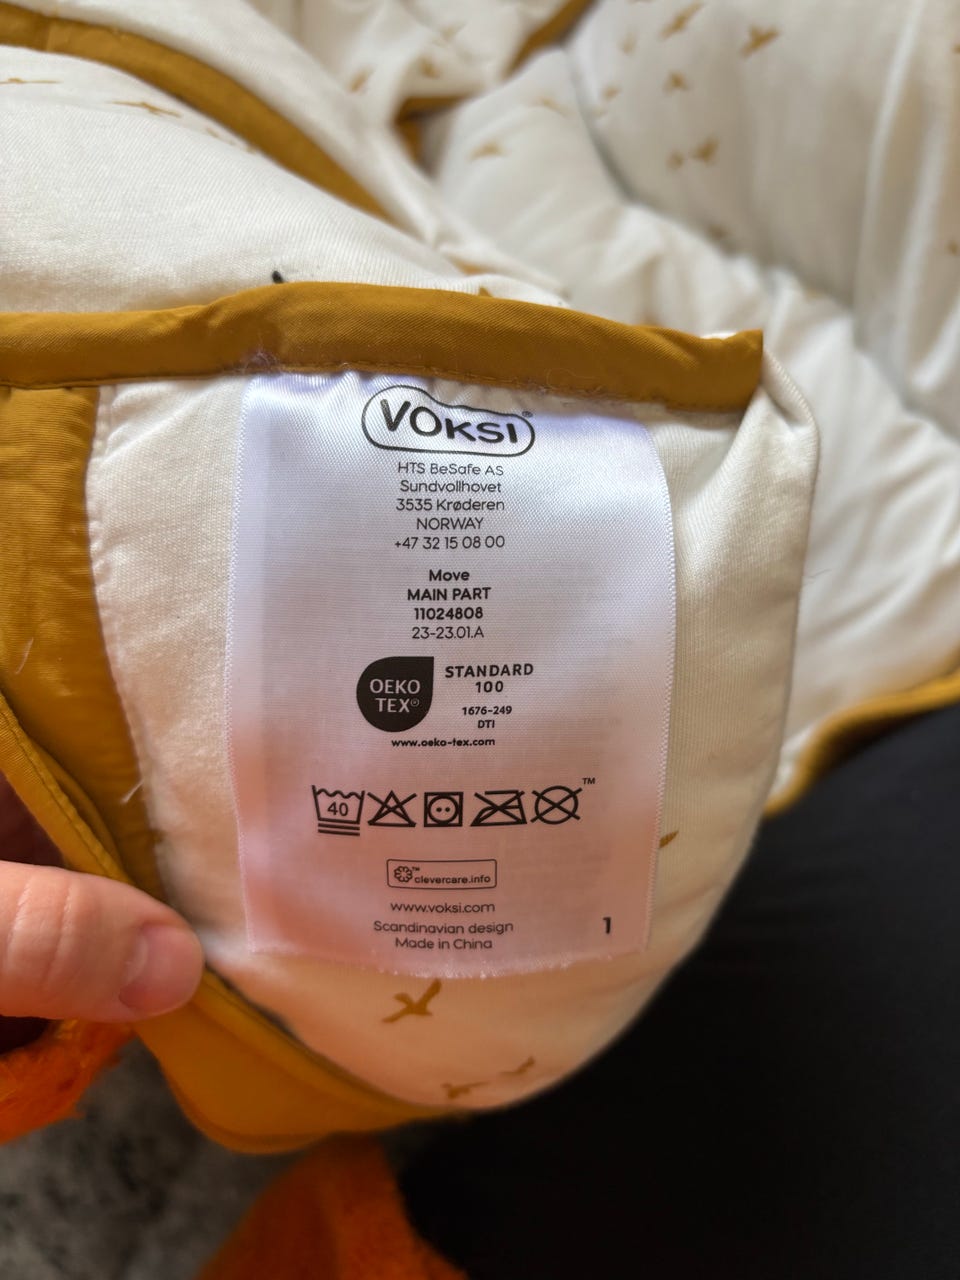 VOKSI®
HTS BeSafe AS
Sundvollhovet
3535 Krøderen
NORWAY
+47 32 15 08 00
Move
MAIN PART
11024808
23-23.01.A
OEKO
TEX®
STANDARD
100
1676-249
DTI
www.oeko-tex.com
40
™
™
clevercare.info
www.voksi.com
Scandinavian design
Made in China
1